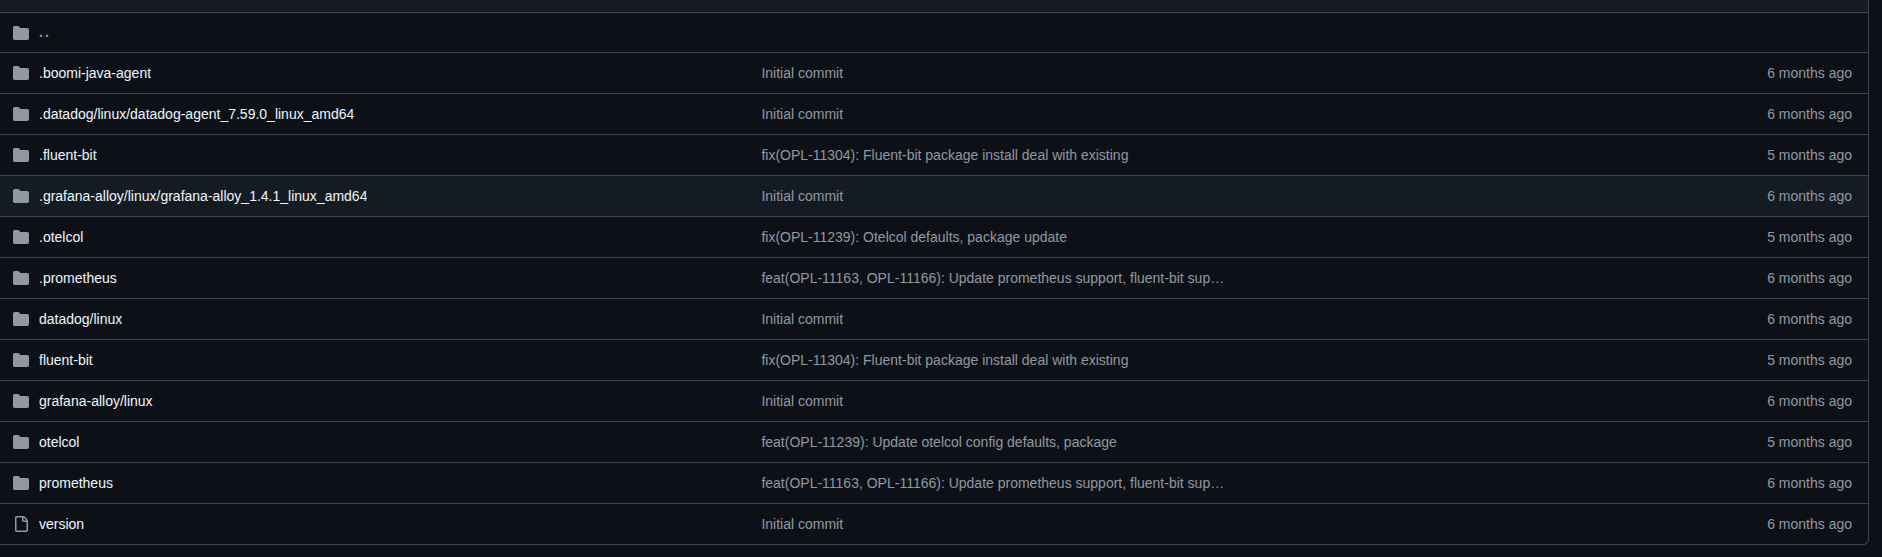 ..
.boomi-java-agent Initial commit 6 months ago
.datadog/linux/datadog-agent_7.59.0_linux_amd64 Initial commit 6 months ago
.fluent-bit fix(OPL-11304): Fluent-bit package install deal with existing 5 months ago
.grafana-alloy/linux/grafana-alloy_1.4.1_linux_amd64 Initial commit 6 months ago
.otelcol fix(OPL-11239): Otelcol defaults, package update 5 months ago
.prometheus feat(OPL-11163, OPL-11166): Update prometheus support, fluent-bit sup… 6 months ago
datadog/linux Initial commit 6 months ago
fluent-bit fix(OPL-11304): Fluent-bit package install deal with existing 5 months ago
grafana-alloy/linux Initial commit 6 months ago
otelcol feat(OPL-11239): Update otelcol config defaults, package 5 months ago
prometheus feat(OPL-11163, OPL-11166): Update prometheus support, fluent-bit sup… 6 months ago
version Initial commit 6 months ago